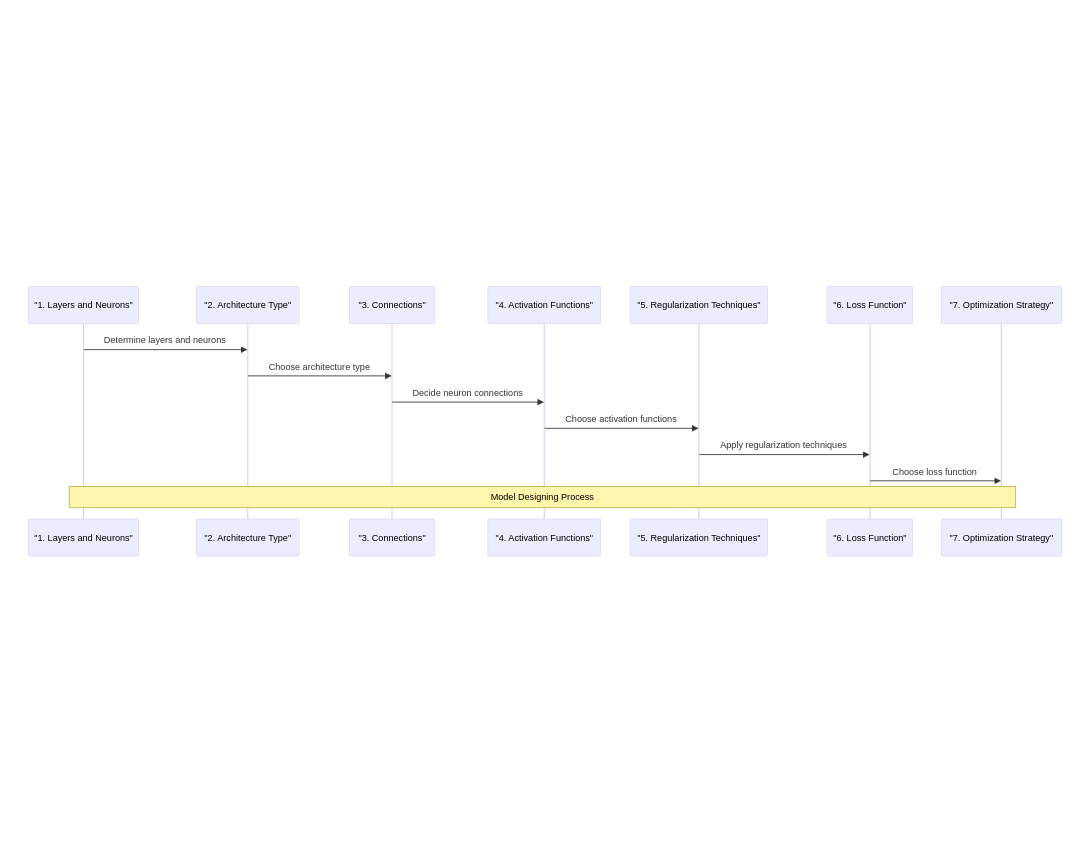 "1. Layers and Neurons"
"2. Architecture Type"
"3. Connections"
"4. Activation Functions"
"5. Regularization Techniques"
"6. Loss Function"
"7. Optimization Strategy"
Determine layers and neurons
Choose architecture type
Decide neuron connections
Choose activation functions
Apply regularization techniques
Choose loss function
Model Designing Process
"1. Layers and Neurons"
"2. Architecture Type"
"3. Connections"
"4. Activation Functions"
"5. Regularization Techniques"
"6. Loss Function"
"7. Optimization Strategy"